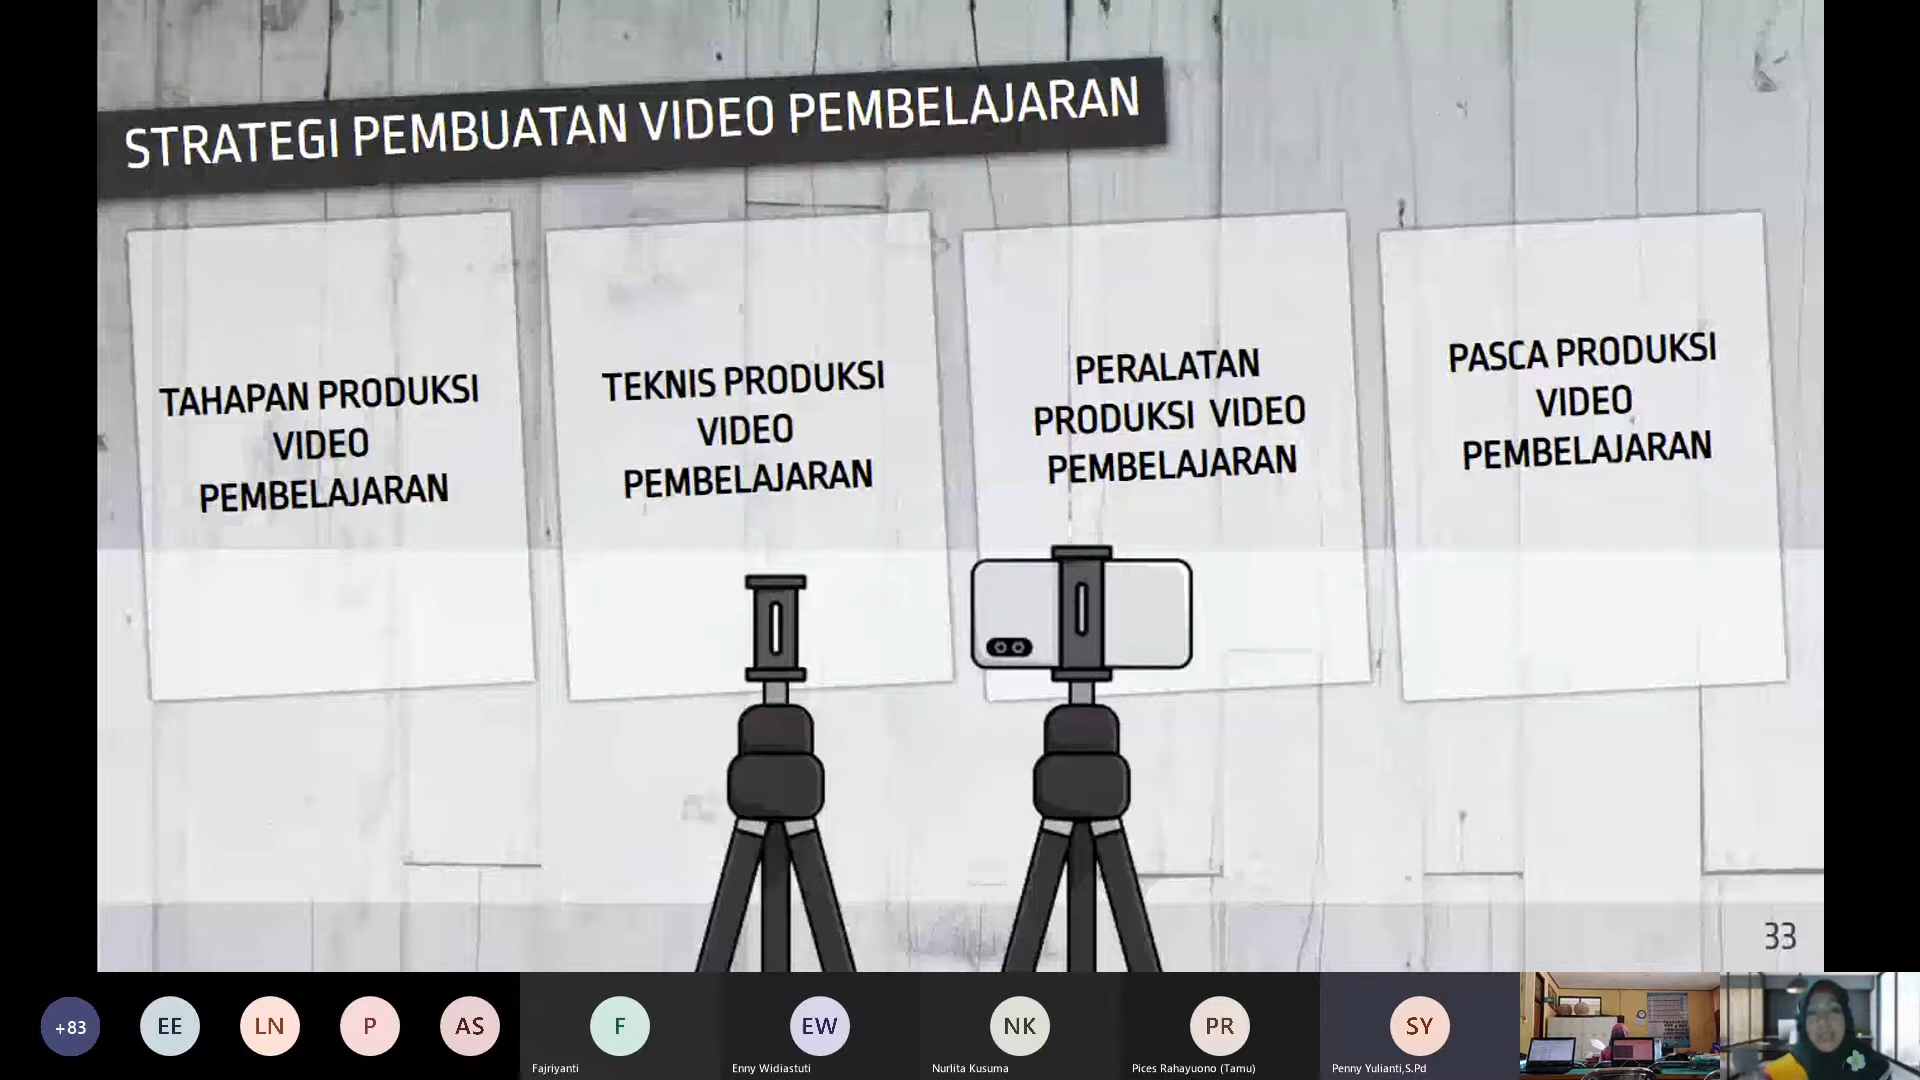 STRATEGI PEMBUATAN VIDEO PEMBELAJARAN
TAHAPAN PRODUKSI
VIDEO
PEMBELAJARAN
TEKNIS PRODUKSI
VIDEO
PEMBELAJARAN
PERALATAN
PRODUKSI VIDEO
PEMBELAJARAN
PASCA PRODUKSI
VIDEO
PEMBELAJARAN
33
+83
EE
LN
P
AS
F
Fajriyanti
EW
Enny Widiastuti
NK
Nurlita Kusuma
PR
Pices Rahayuono (Tamu)
SY
Penny Yulianti,S.Pd